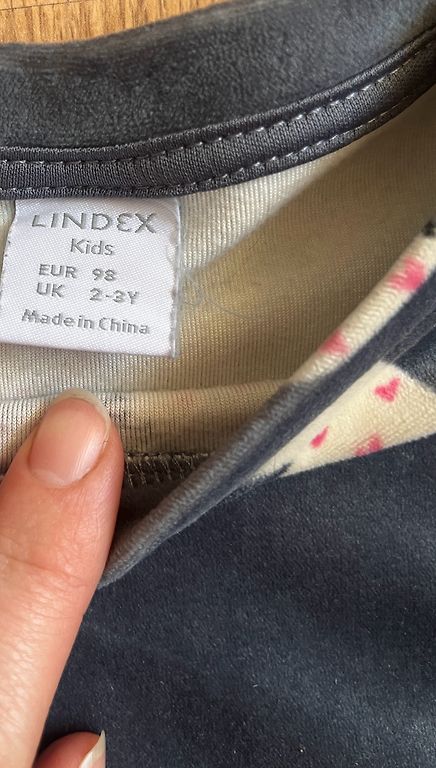 LINDEX
Kids
EUR 98
UK 2-3Y
Made in China